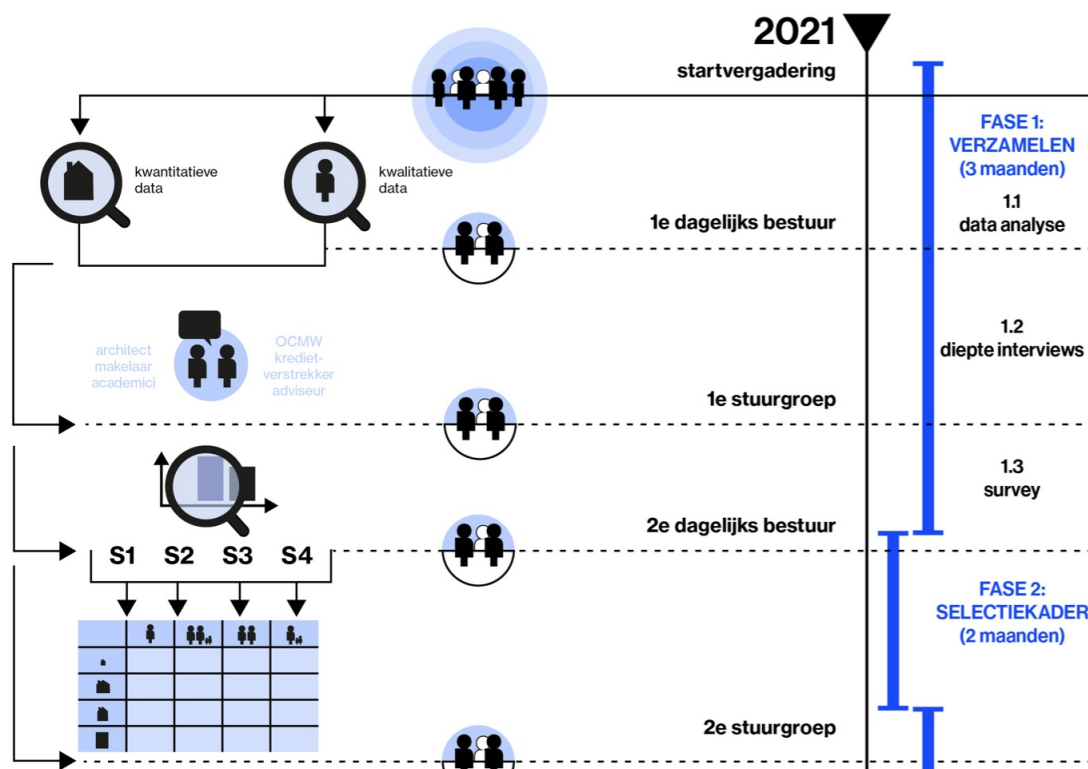 2021
startvergadering
FASE 1:
VERZAMELEN
(3 maanden)
kwantitatieve
data
kwalitatieve
data
1.1
data analyse
1e dagelijks bestuur
architect
makelaar
academici
OCMW
krediet-
verstrekker
adviseur
1.2
diepte interviews
1e stuurgroep
1.3
survey
2e dagelijks bestuur
S1 S2 S3 S4
FASE 2:
SELECTIEKADER
(2 maanden)
2e stuurgroep